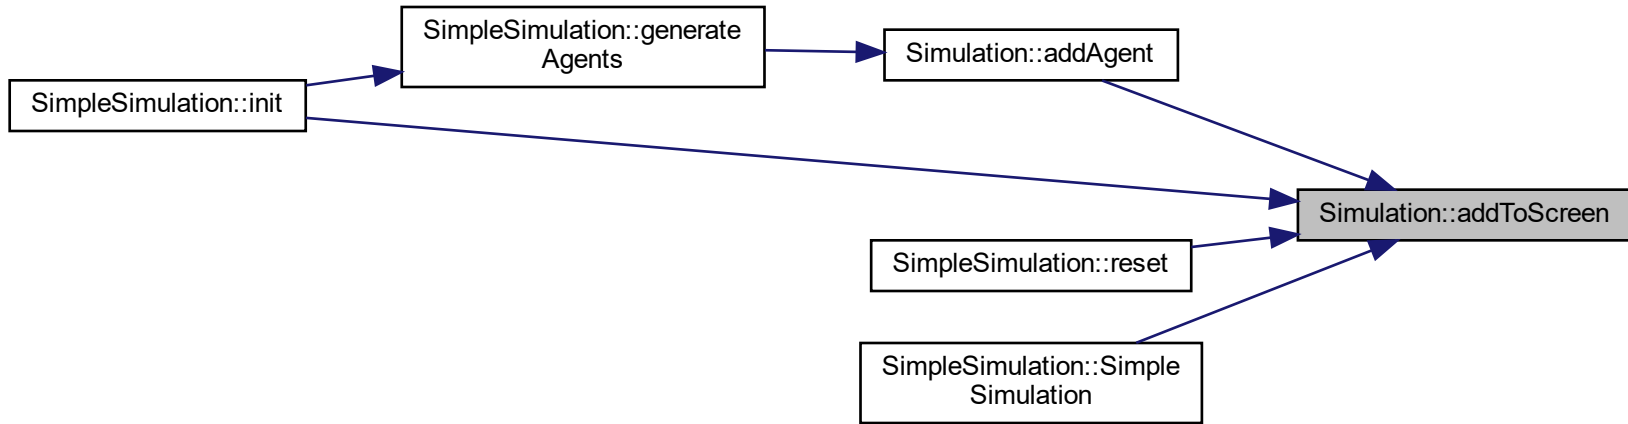 SimpleSimulation::generate
Agents
Simulation::addAgent
SimpleSimulation::init
Simulation::addToScreen
SimpleSimulation::reset
SimpleSimulation::Simple
Simulation